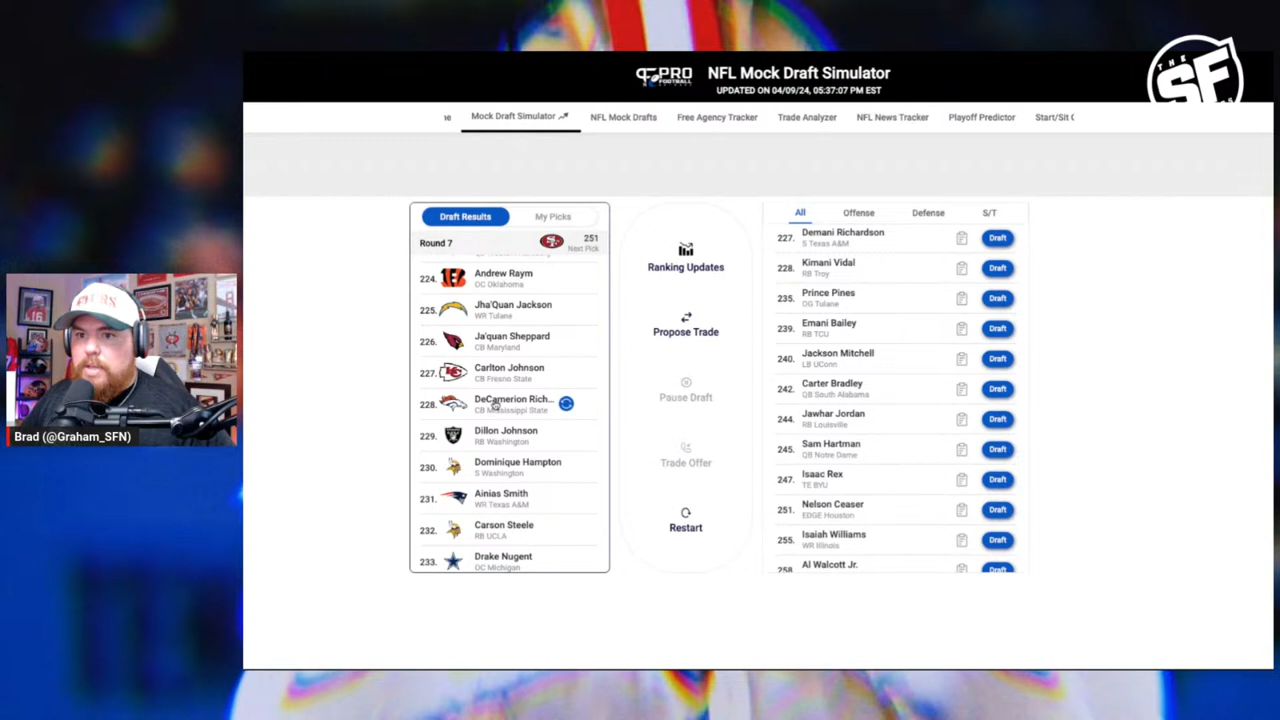 THE
SF
PRO
FOOTBALL
NFL Mock Draft Simulator
UPDATED ON 04/09/24, 05:37:07 PM EST
Mock Draft Simulator
NFL Mock Drafts
Free Agency Tracker
Trade Analyzer
NFL News Tracker
Playoff Predictor
Start/Sit
Draft Results
My Picks
Round 7
251
Next Pick
224. Andrew Raym
OC Oklahoma
225. Jha'Quan Jackson
WR Tulane
226. Ja'quan Sheppard
CB Maryland
227. Carlton Johnson
CB Fresno State
228. DeCamerion Rich...
CB Mississippi State
229. Dillon Johnson
RB Washington
230. Dominique Hampton
S Washington
231. Ainias Smith
WR Texas A&M
232. Carson Steele
RB UCLA
233. Drake Nugent
OC Michigan
Ranking Updates
Propose Trade
Pause Draft
Trade Offer
Restart
All
Offense
Defense
S/T
227. Demani Richardson Draft
S Texas A&M
228. Kimani Vidal Draft
RB Troy
235. Prince Pines Draft
OG Tulane
239. Emani Bailey Draft
RB TCU
240. Jackson Mitchell Draft
LB UConn
242. Carter Bradley Draft
QB South Alabama
244. Jawhar Jordan Draft
RB Louisville
245. Sam Hartman Draft
QB Notre Dame
247. Isaac Rex Draft
TE BYU
251. Nelson Ceaser Draft
EDGE Houston
255. Isaiah Williams Draft
WR Illinois
258. Al Walcott Jr. Draft
Brad (@Graham_SFN)